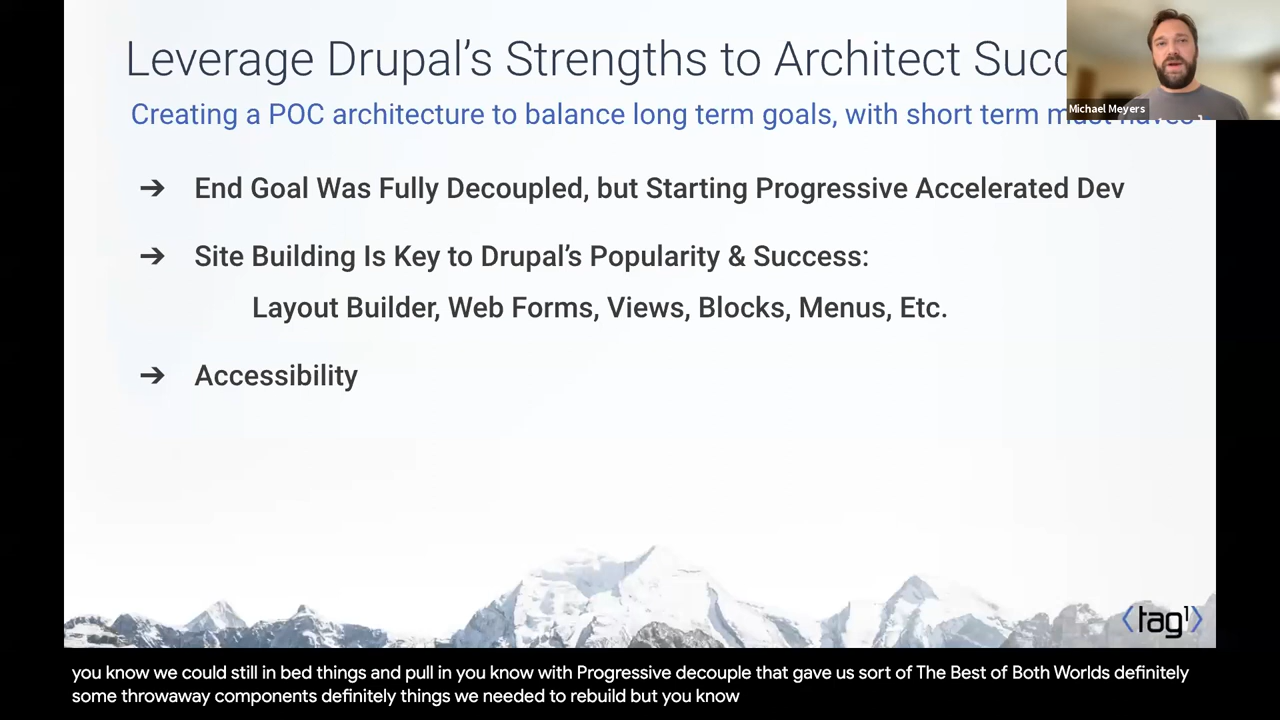 Leverage Drupal's Strengths to Architect Succ
Creating a POC architecture to balance long term goals, with short term must haves
Michael Meyers
➔ End Goal Was Fully Decoupled, but Starting Progressive Accelerated Dev
➔ Site Building Is Key to Drupal's Popularity & Success:
Layout Builder, Web Forms, Views, Blocks, Menus, Etc.
➔ Accessibility
⟨tag1⟩
you know we could still in bed things and pull in you know with Progressive decouple that gave us sort of The Best of Both Worlds definitely
some throwaway components definitely things we needed to rebuild but you know